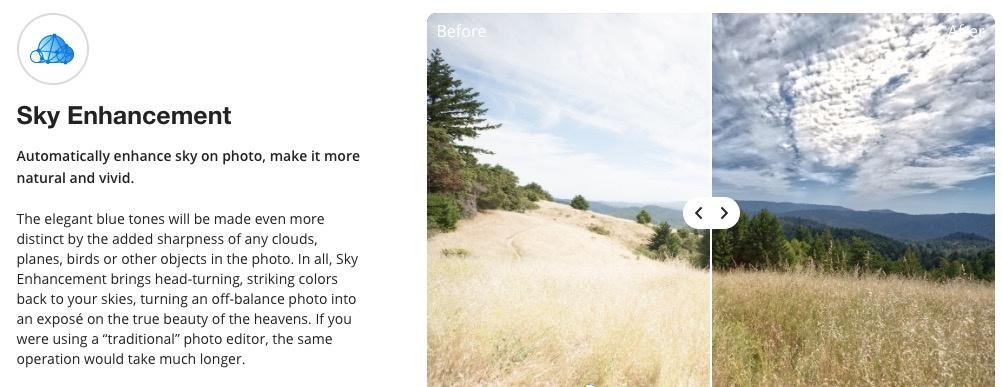 Before
After
Sky Enhancement
Automatically enhance sky on photo, make it more
natural and vivid.
The elegant blue tones will be made even more
distinct by the added sharpness of any clouds,
planes, birds or other objects in the photo. In all, Sky
Enhancement brings head-turning, striking colors
back to your skies, turning an off-balance photo into
an exposé on the true beauty of the heavens. If you
were using a “traditional” photo editor, the same
operation would take much longer.